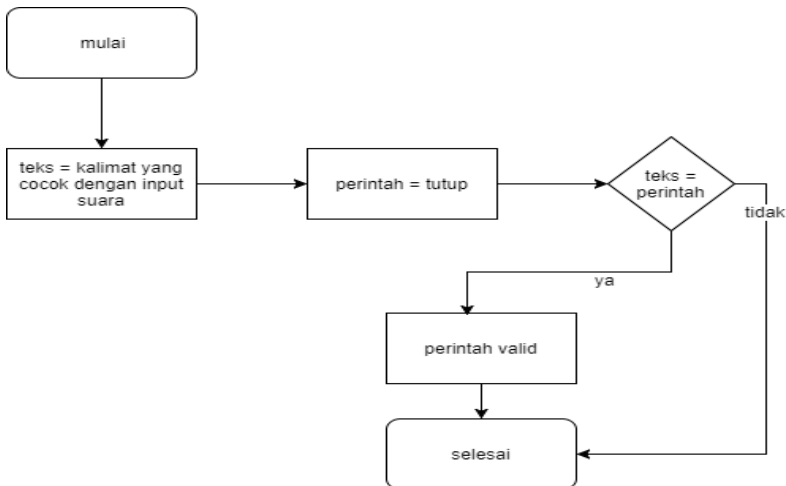 mulai
teks = kalimat yang
cocok dengan input
suara
perintah = tutup
teks =
perintah
tidak
ya
perintah valid
selesai